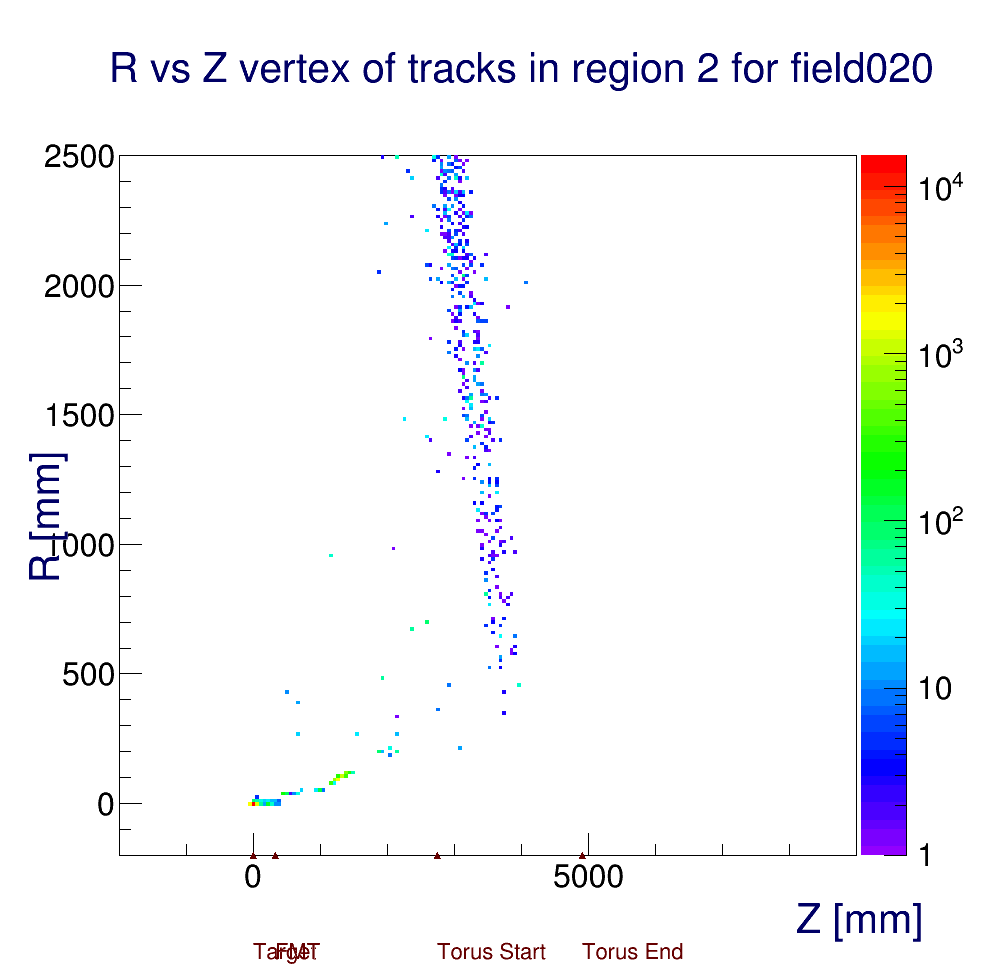 R vs Z vertex of tracks in region 2 for field020
2500
2000
1500
1000
500
0
R [mm]
0
5000
Z [mm]
10⁴
10³
10²
10
1
Target
FMT
Torus Start
Torus End